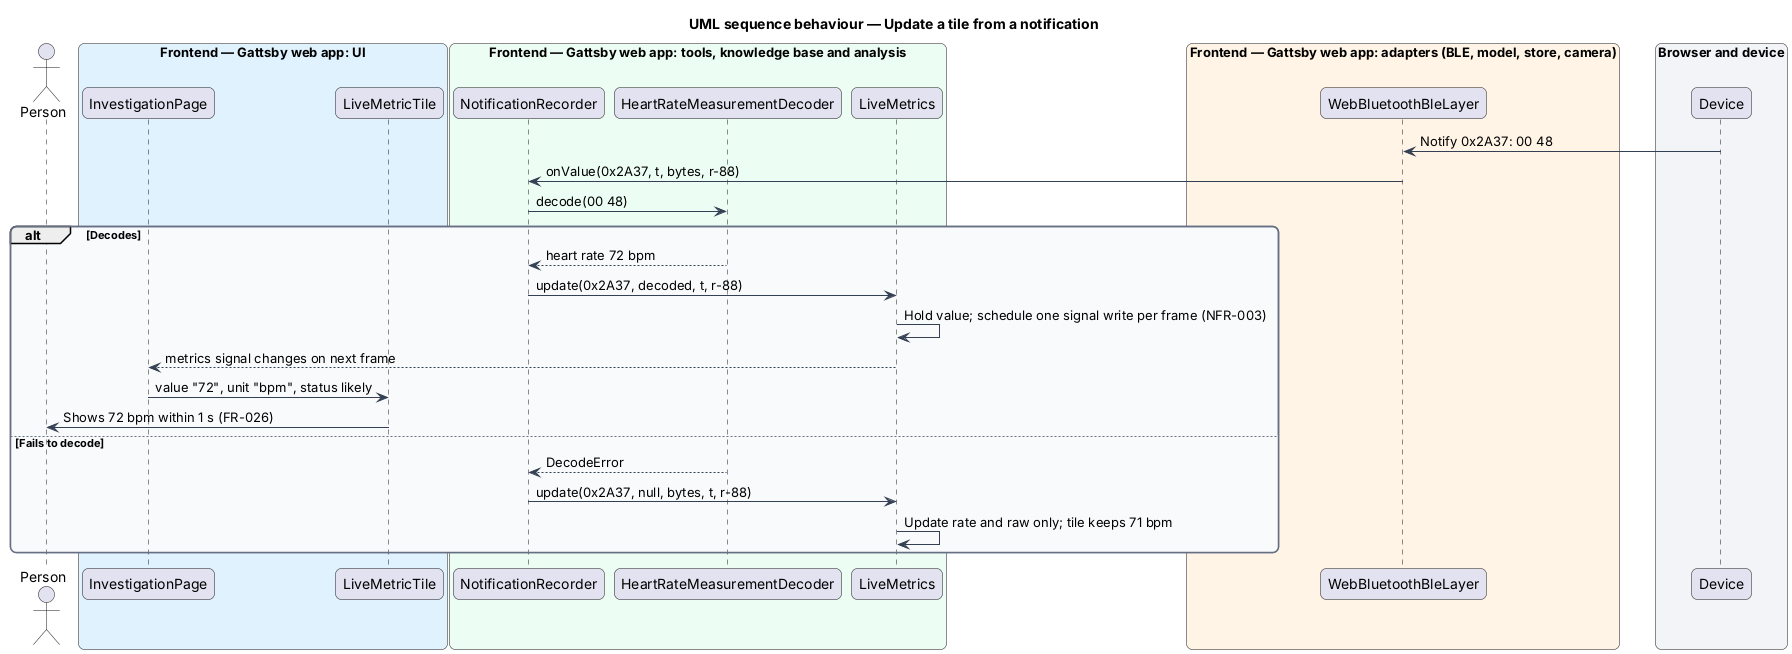 UML sequence behaviour — Update a tile from a notification
Frontend — Gattsby web app: UI
Frontend — Gattsby web app: tools, knowledge base and analysis
Frontend — Gattsby web app: adapters (BLE, model, store, camera)
Browser and device
Person
InvestigationPage
LiveMetricTile
NotificationRecorder
HeartRateMeasurementDecoder
LiveMetrics
WebBluetoothBleLayer
Device
Notify 0x2A37: 00 48
onValue(0x2A37, t, bytes, r-88)
decode(00 48)
alt
[Decodes]
heart rate 72 bpm
update(0x2A37, decoded, t, r-88)
Hold value; schedule one signal write per frame (NFR-003)
metrics signal changes on next frame
value "72", unit "bpm", status likely
Shows 72 bpm within 1 s (FR-026)
[Fails to decode]
DecodeError
update(0x2A37, null, bytes, t, r-88)
Update rate and raw only; tile keeps 71 bpm
Person
InvestigationPage
LiveMetricTile
NotificationRecorder
HeartRateMeasurementDecoder
LiveMetrics
WebBluetoothBleLayer
Device